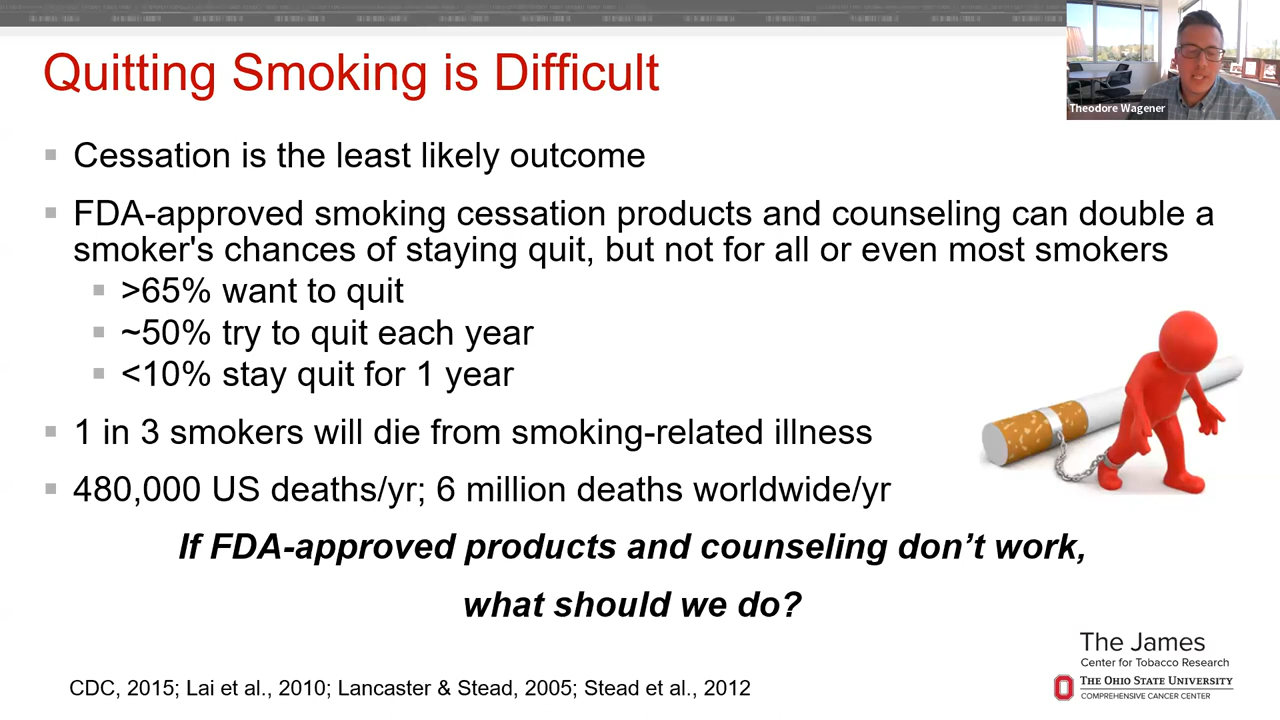 Quitting Smoking is Difficult
Theodore Wagener
Cessation is the least likely outcome
FDA-approved smoking cessation products and counseling can double a
smoker's chances of staying quit, but not for all or even most smokers
>65% want to quit
~50% try to quit each year
<10% stay quit for 1 year
1 in 3 smokers will die from smoking-related illness
480,000 US deaths/yr; 6 million deaths worldwide/yr
If FDA-approved products and counseling don’t work,
what should we do?
The James
Center for Tobacco Research
THE OHIO STATE UNIVERSITY
COMPREHENSIVE CANCER CENTER
CDC, 2015; Lai et al., 2010; Lancaster & Stead, 2005; Stead et al., 2012